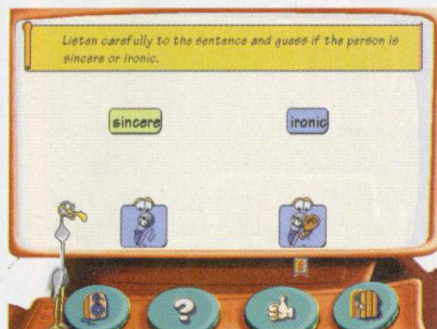 Listen carefully to the sentence and guess if the person is
sincere or ironic.
sincere
ironic
?